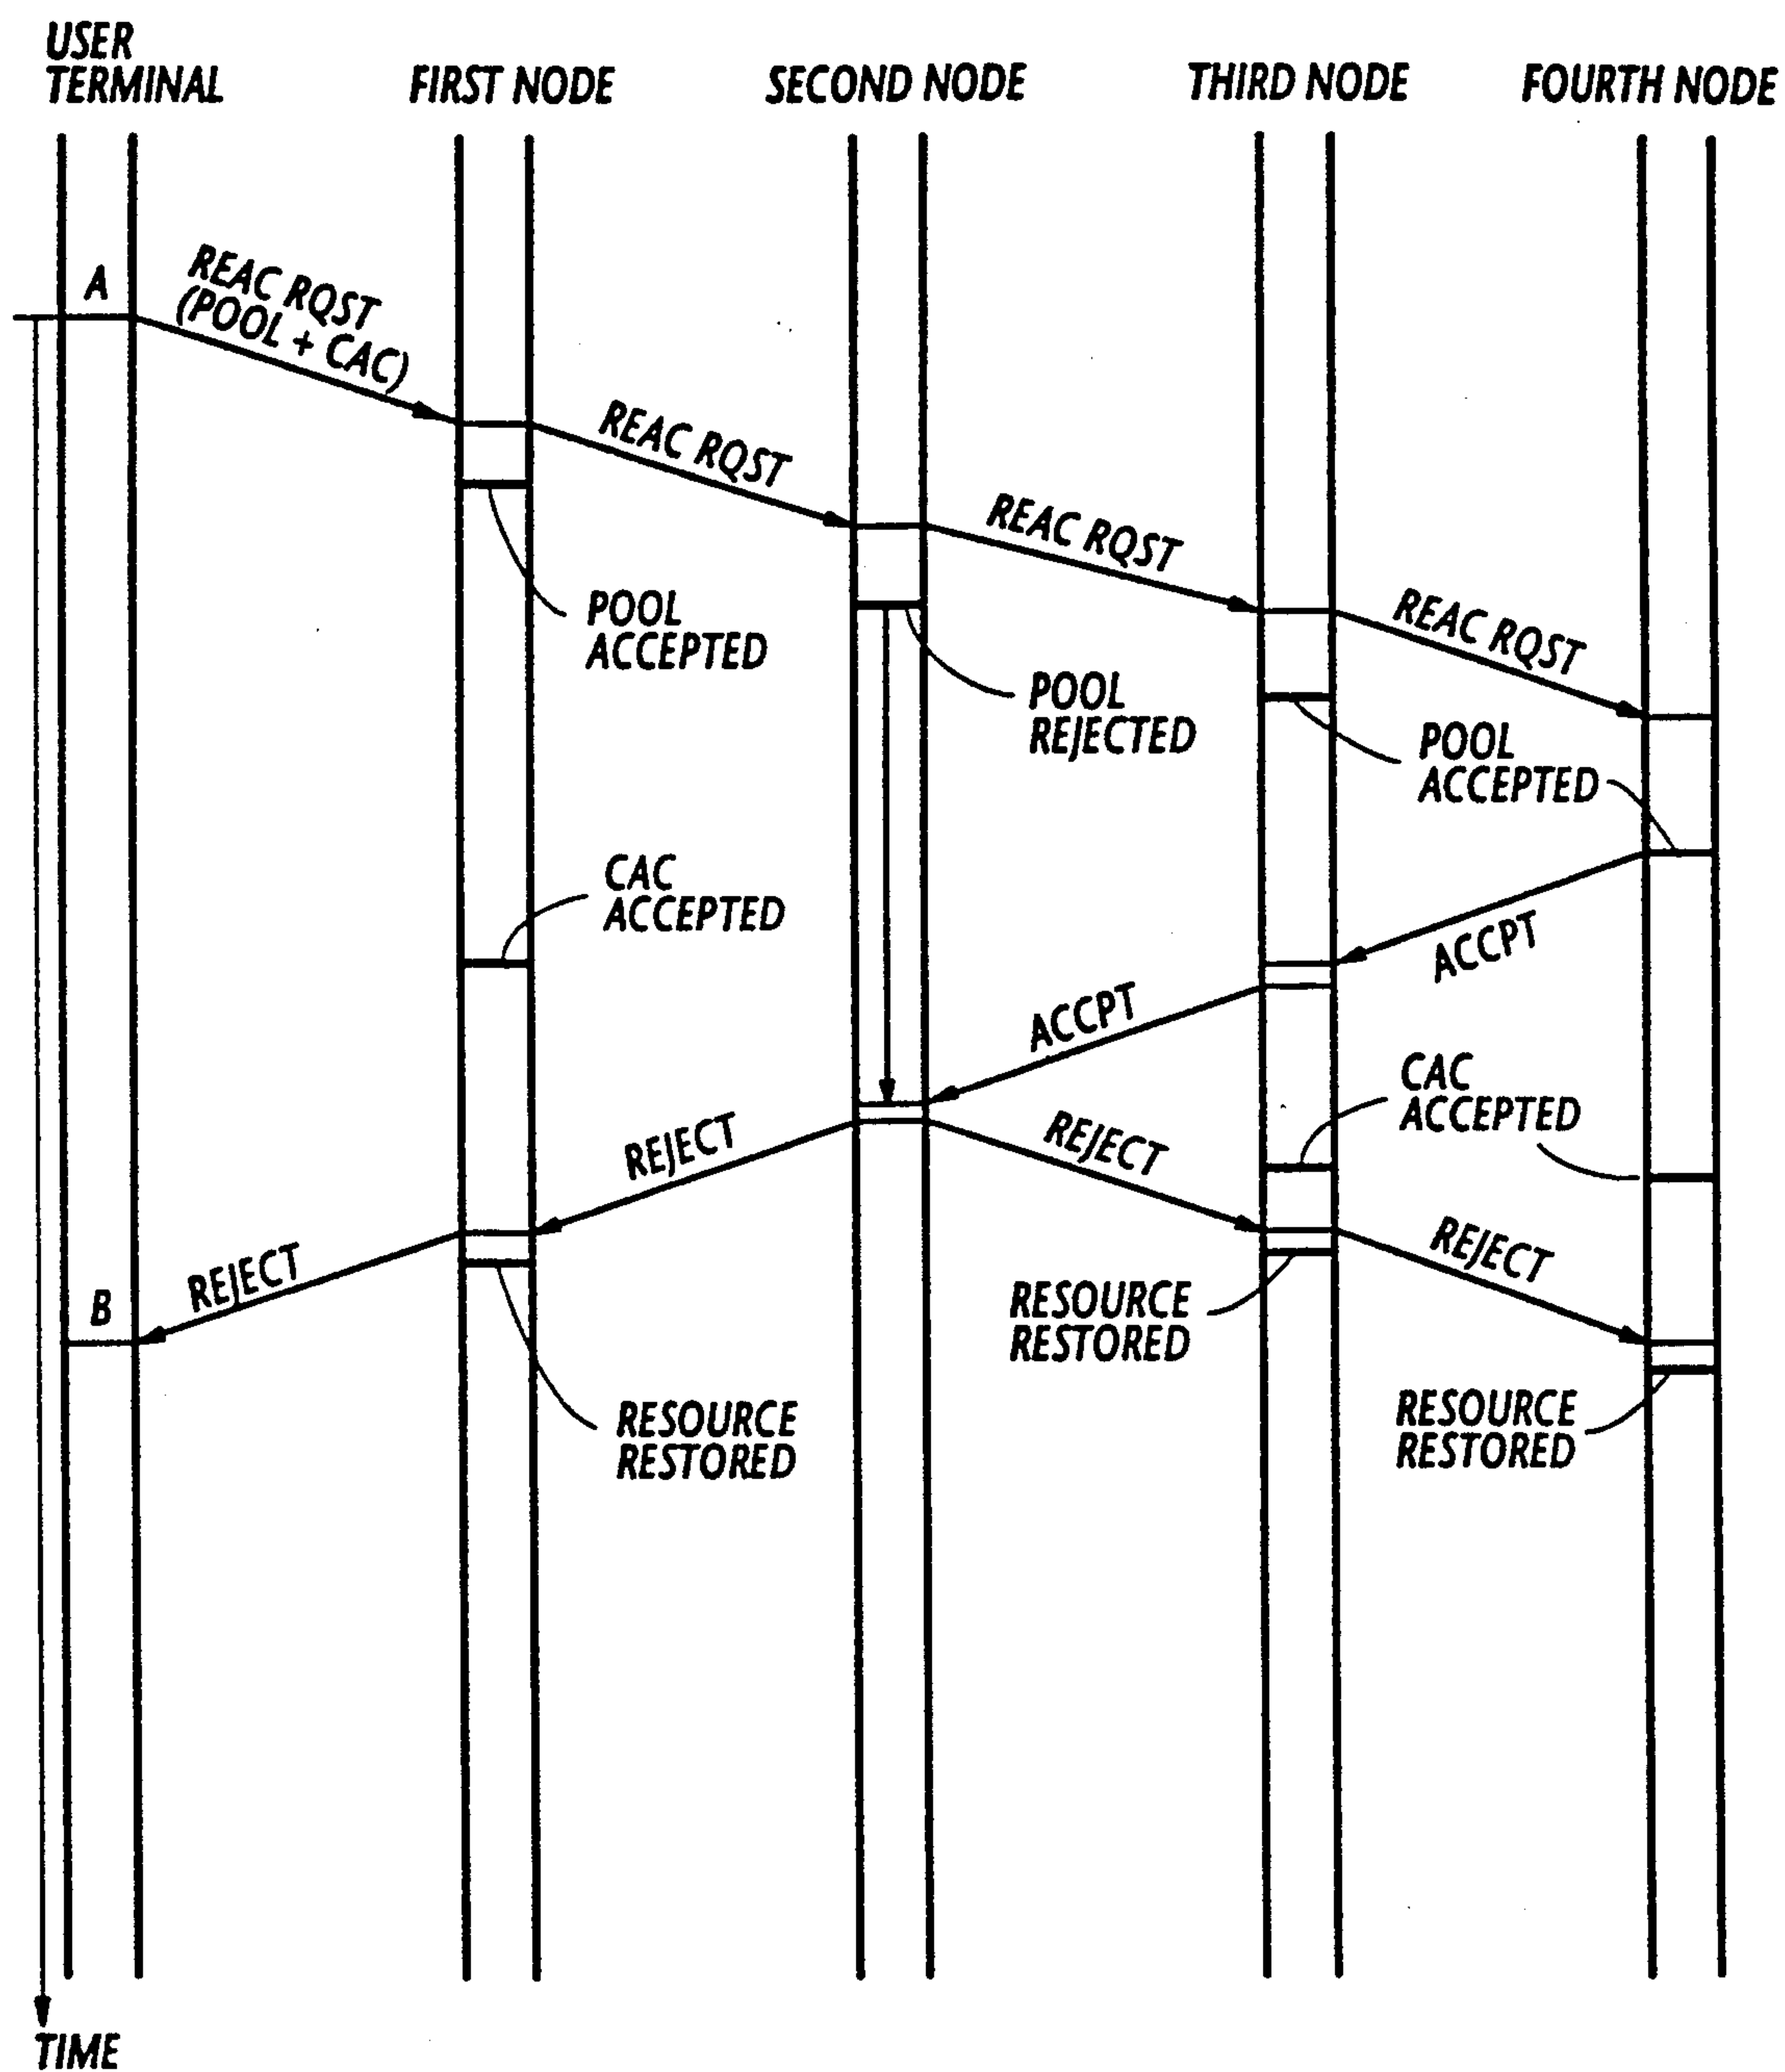 USER
TERMINAL
FIRST NODE
SECOND NODE
THIRD NODE
FOURTH NODE
A
REAC RQST
(POOL + CAC)
REAC RQST
REAC RQST
REAC RQST
POOL
ACCEPTED
POOL
REJECTED
POOL
ACCEPTED
CAC
ACCEPTED
ACCPT
ACCPT
CAC
ACCEPTED
REJECT
REJECT
REJECT
REJECT
B
RESOURCE
RESTORED
RESOURCE
RESTORED
RESOURCE
RESTORED
TIME